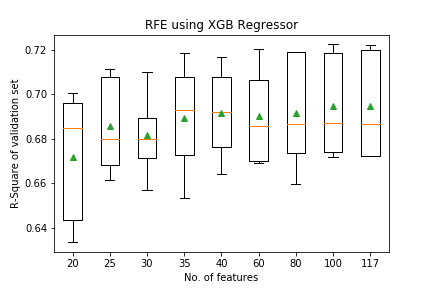 RFE using XGB Regressor
R-Square of validation set
0.72
0.70
0.68
0.66
0.64
20 25 30 35 40 60 80 100 117
No. of features